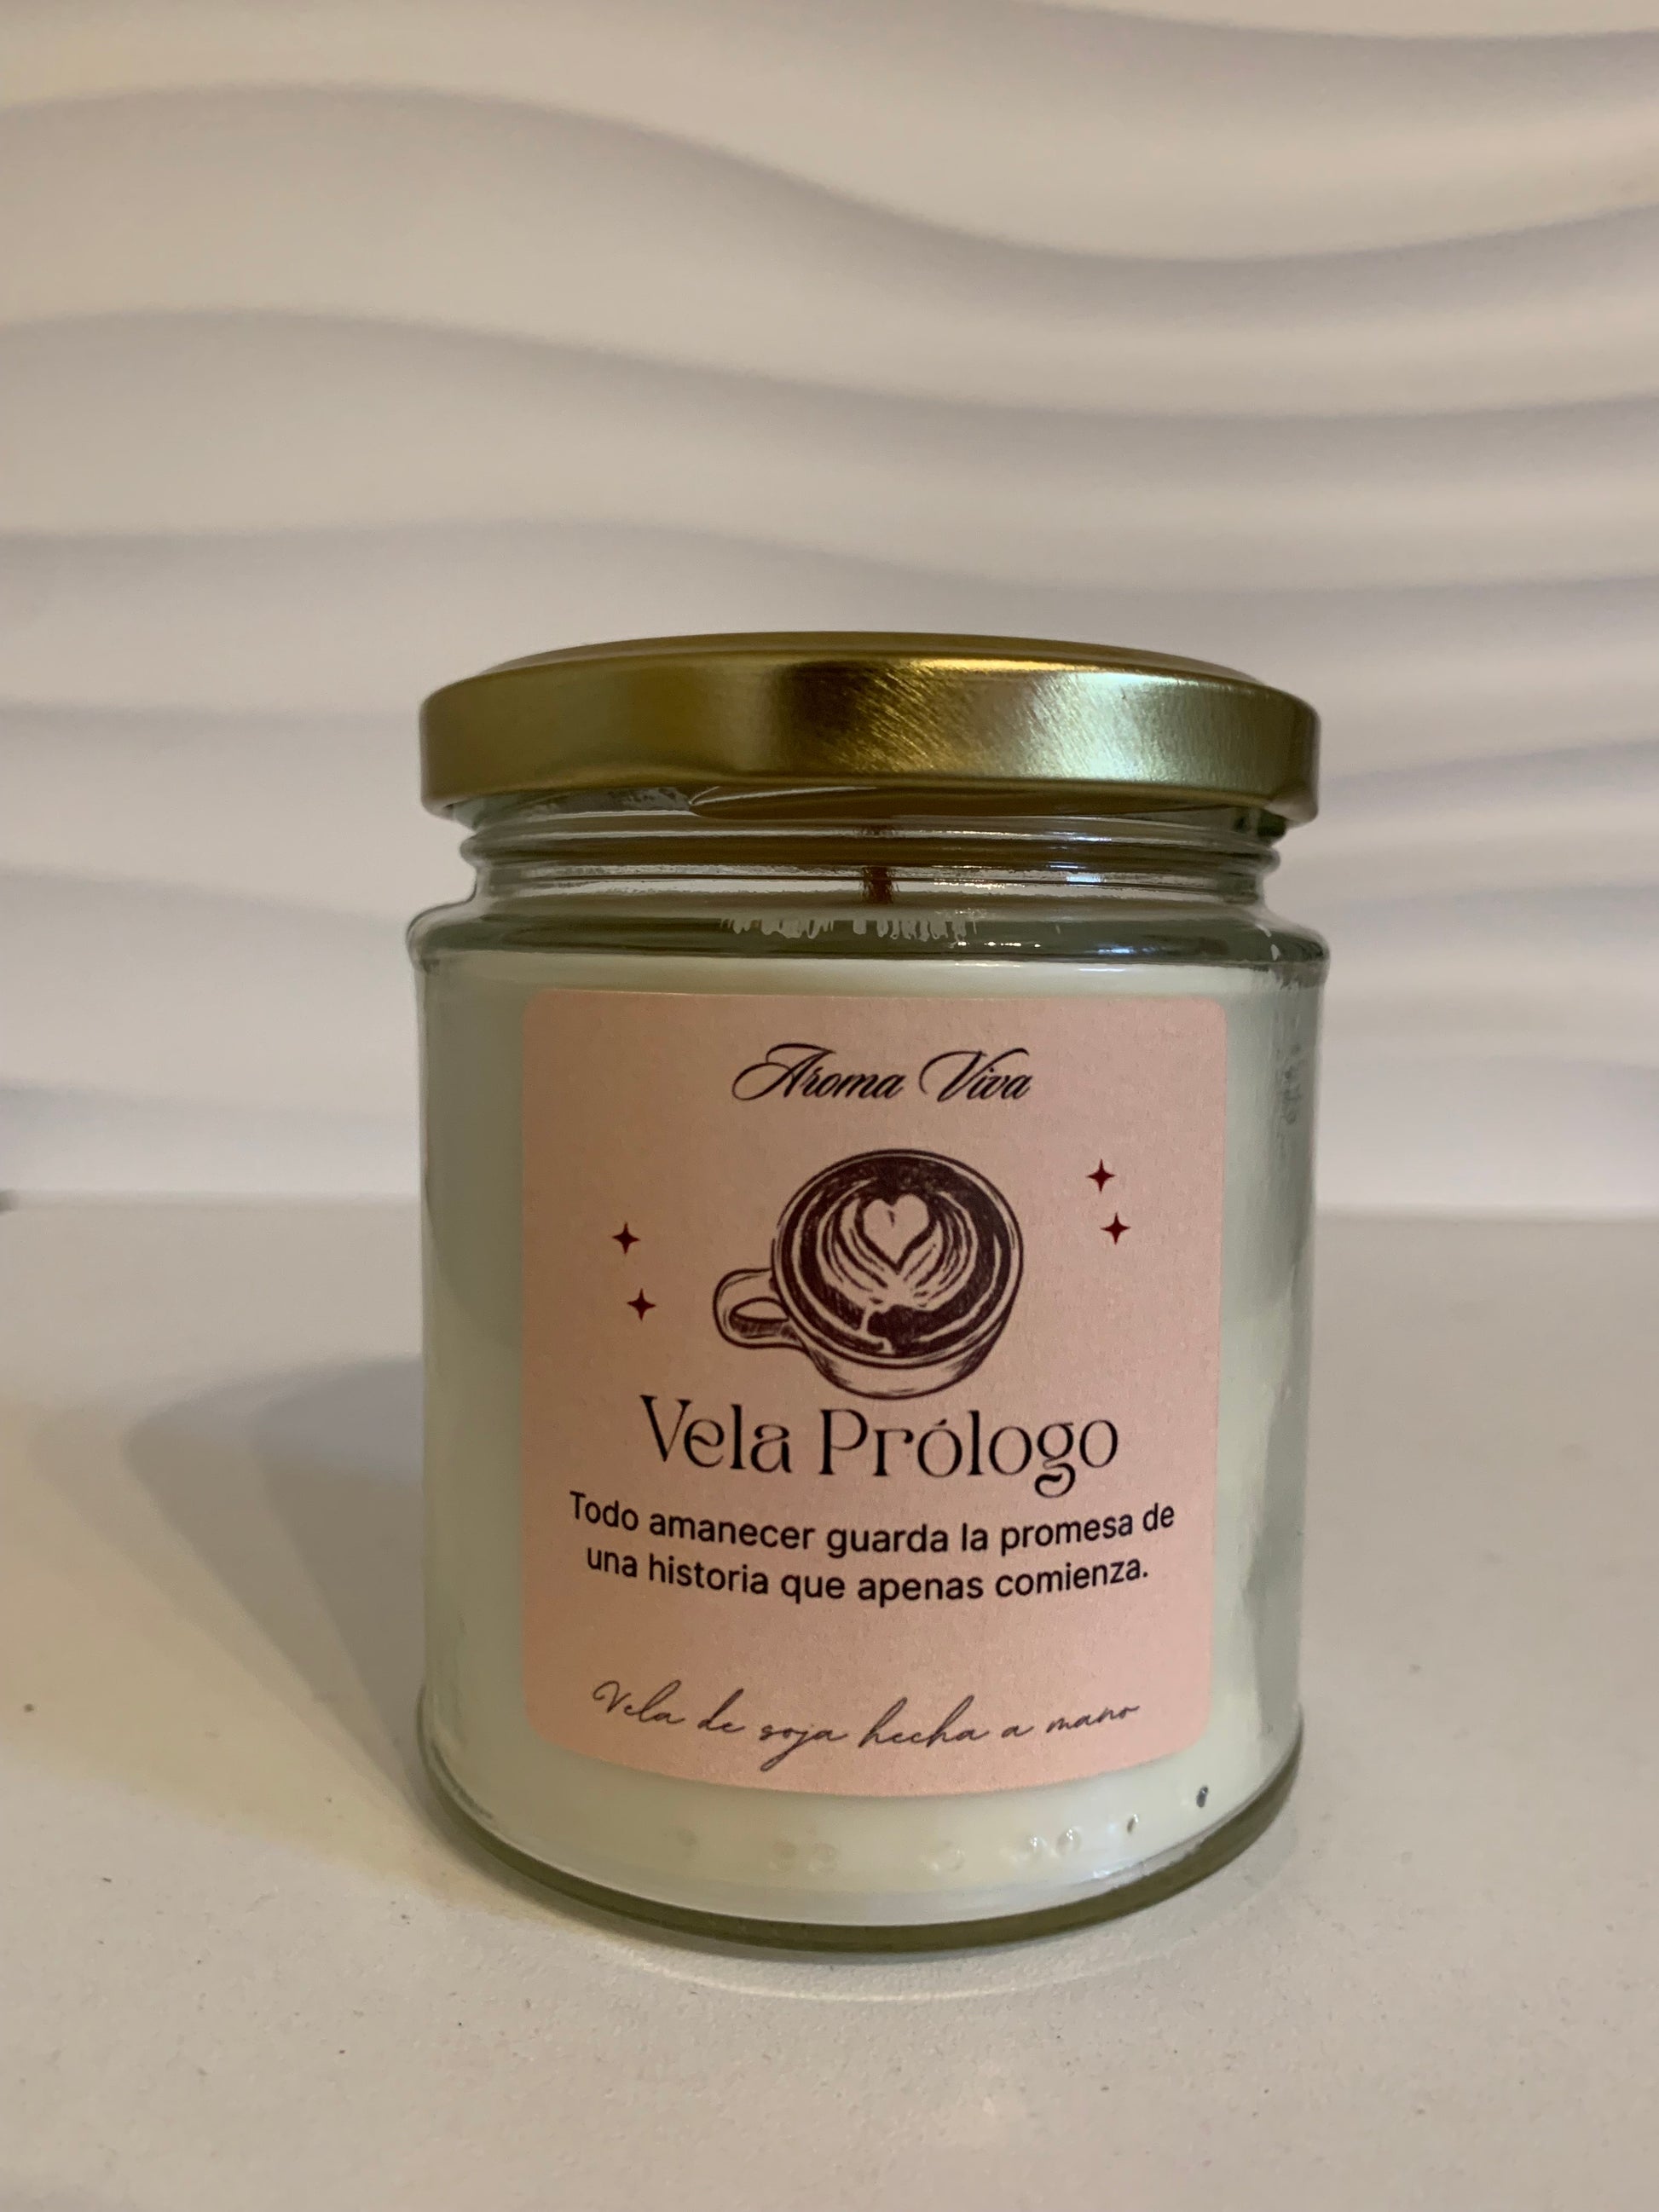 Aroma Viva
Vela Prólogo
Todo amanecer guarda la promesa de
una historia que apenas comienza.
Vela de soja hecha a mano